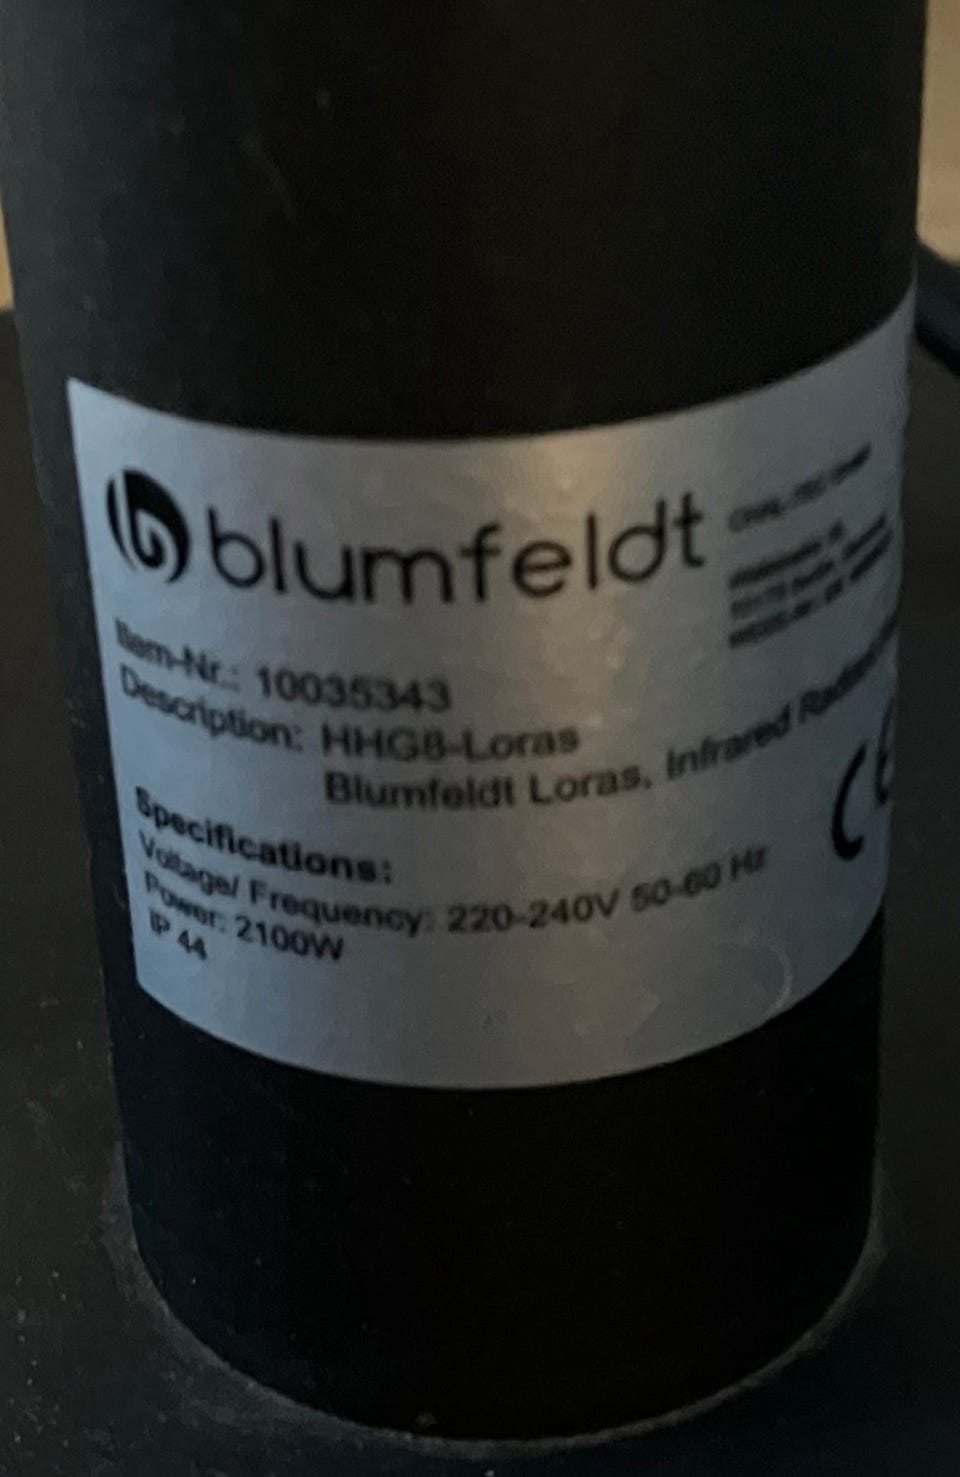 blumfeldt
Item-Nr.: 10035343
Description: HHG8-Loras
Blumfeldt Loras, Infrared
Specifications:
Voltage/ Frequency: 220-240V 50-60 Hz
Power: 2100W
IP 44
CE